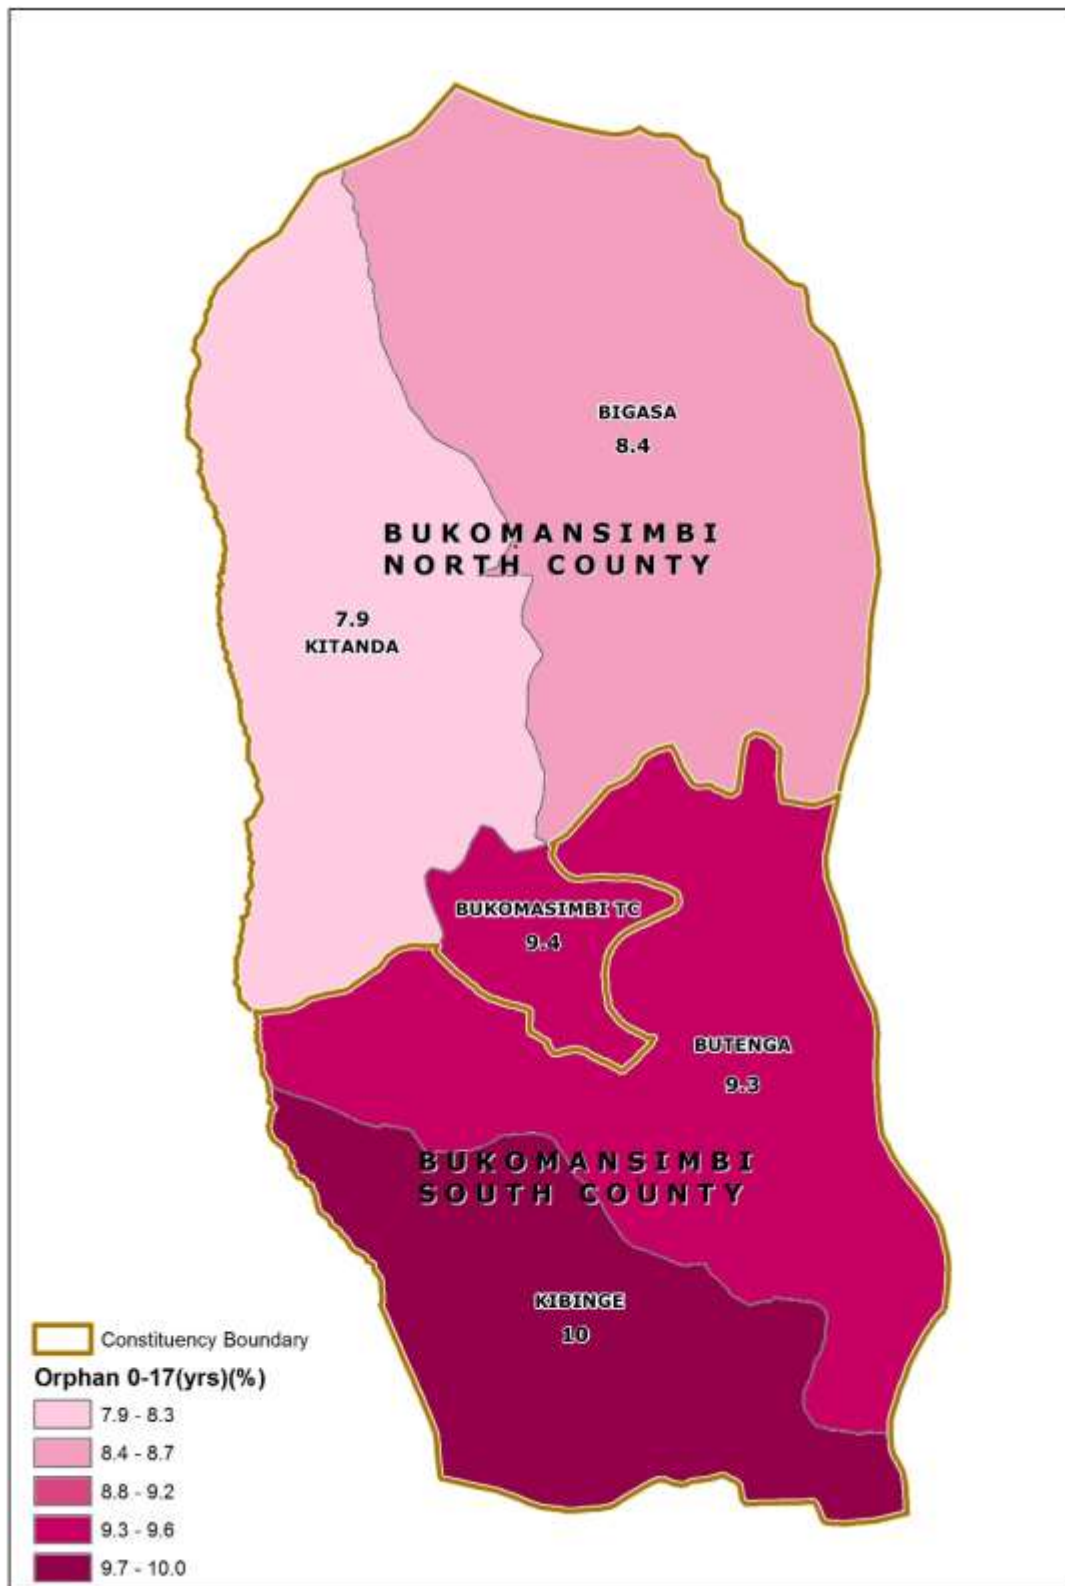 BIGASA
8.4
BUKOMANSIMBI
NORTH COUNTY
7.9
KITANDA
BUKOMASIMBI TC
9.4
BUTENGA
9.3
BUKOMANSIMBI
SOUTH COUNTY
KIBINGE
10
Constituency Boundary
Orphan 0-17(yrs)(%)
7.9 - 8.3
8.4 - 8.7
8.8 - 9.2
9.3 - 9.6
9.7 - 10.0